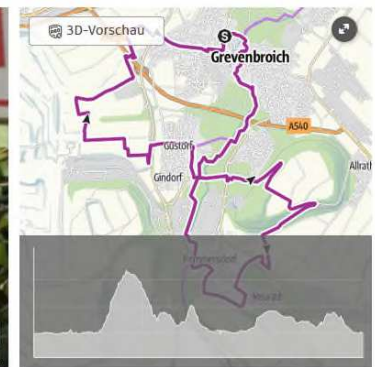 3D-Vorschau
S
Grevenbroich
A540
Gustorf
Allrath
Gindorf